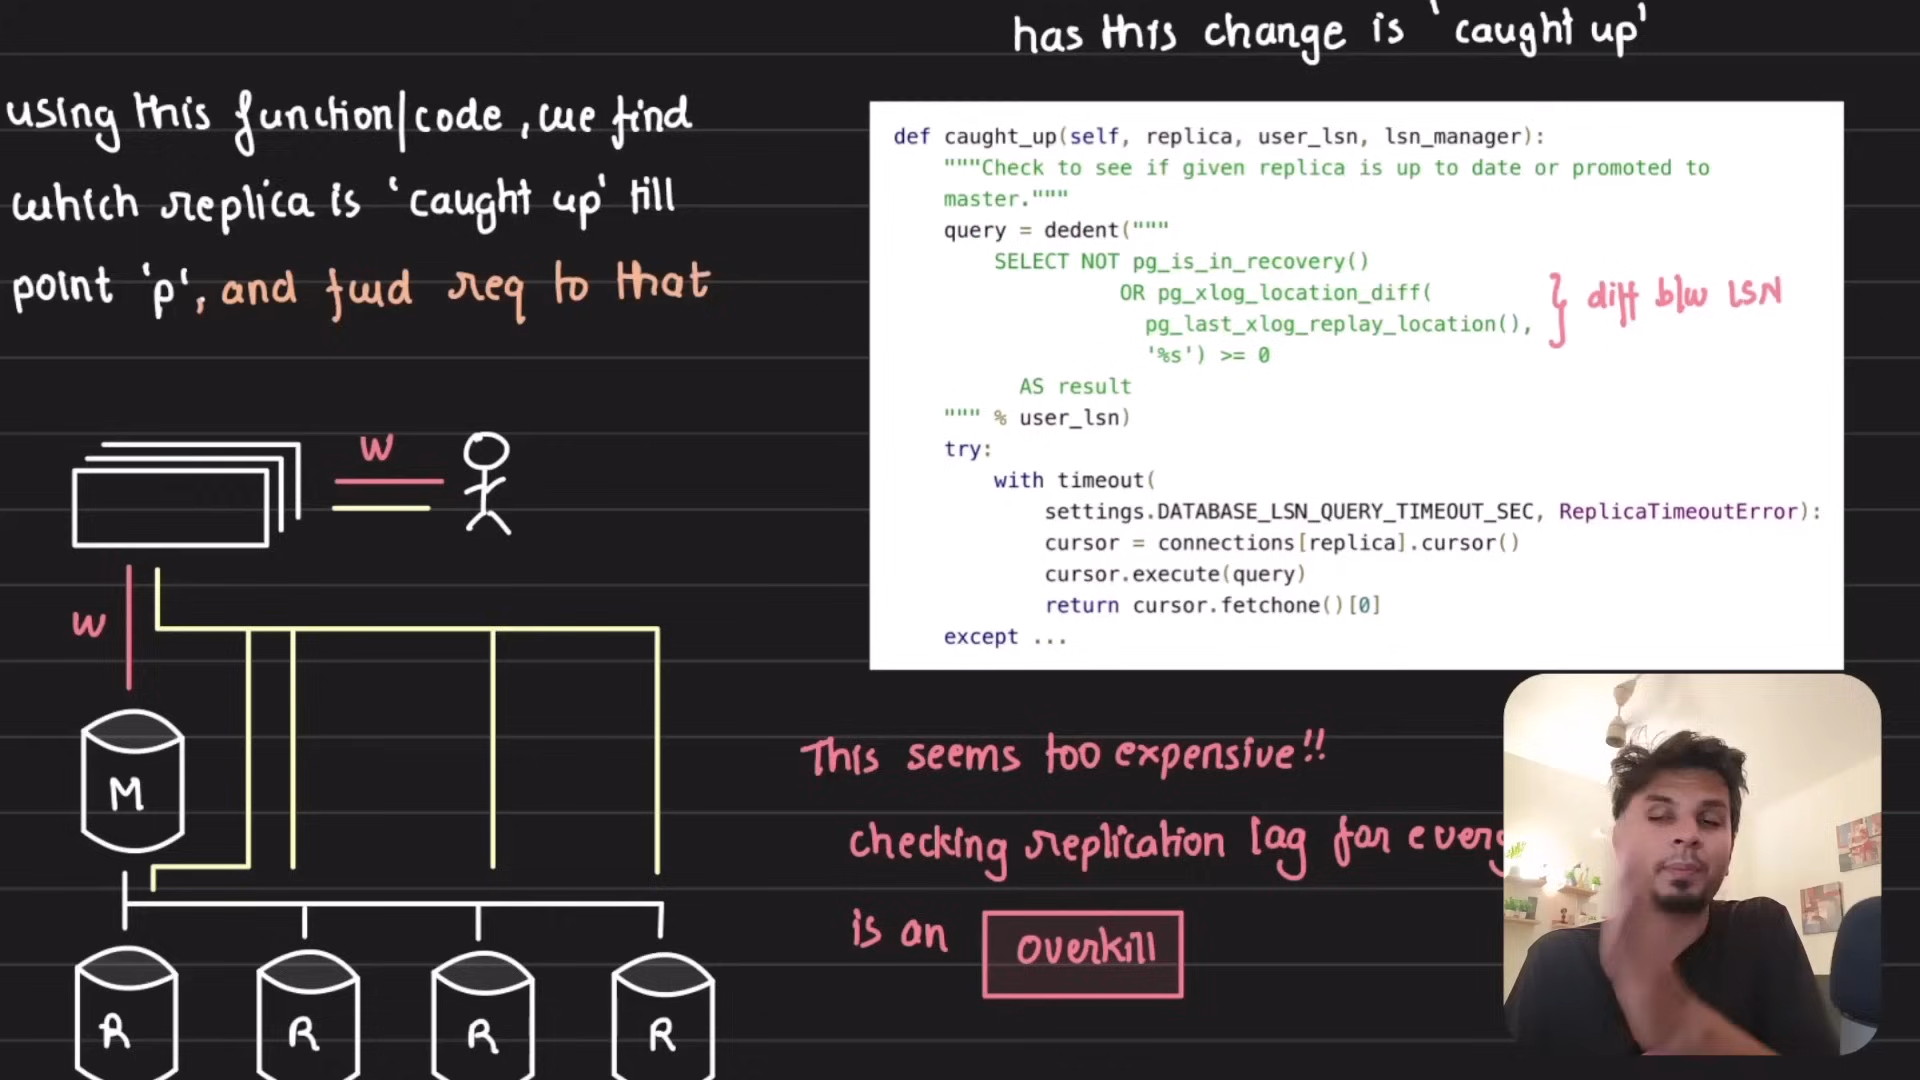 has this change is 'caught up'
using this function/code, we find
which replica is 'caught up' till
point 'p', and fwd req to that
def caught_up(self, replica, user_lsn, lsn_manager):
"""Check to see if given replica is up to date or promoted to
master."""
query = dedent("""
SELECT NOT pg_is_in_recovery()
OR pg_xlog_location_diff(
pg_last_xlog_replay_location(),
'%s') >= 0
AS result
""" % user_lsn)
try:
with timeout(
settings.DATABASE_LSN_QUERY_TIMEOUT_SEC, ReplicaTimeoutError):
cursor = connections[replica].cursor()
cursor.execute(query)
return cursor.fetchone()[0]
except ...
} diff b/w LSN
W
W
M
R
R
R
R
This seems too expensive!!
checking replication lag for every
is an overkill